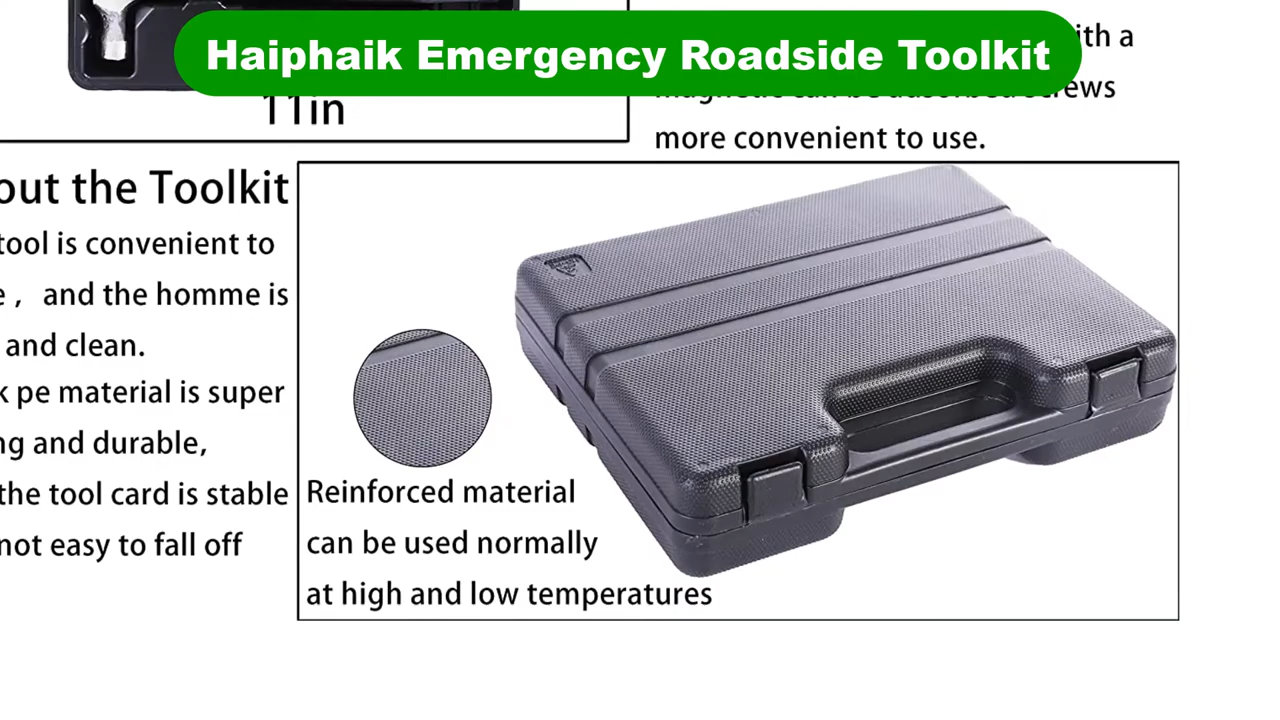 Haiphaik Emergency Roadside Toolkit
ith a
11in
more convenient to use.
out the Toolkit
tool is convenient to
e , and the homme is
and clean.
k pe material is super
ng and durable,
the tool card is stable
not easy to fall off
Reinforced material
can be used normally
at high and low temperatures